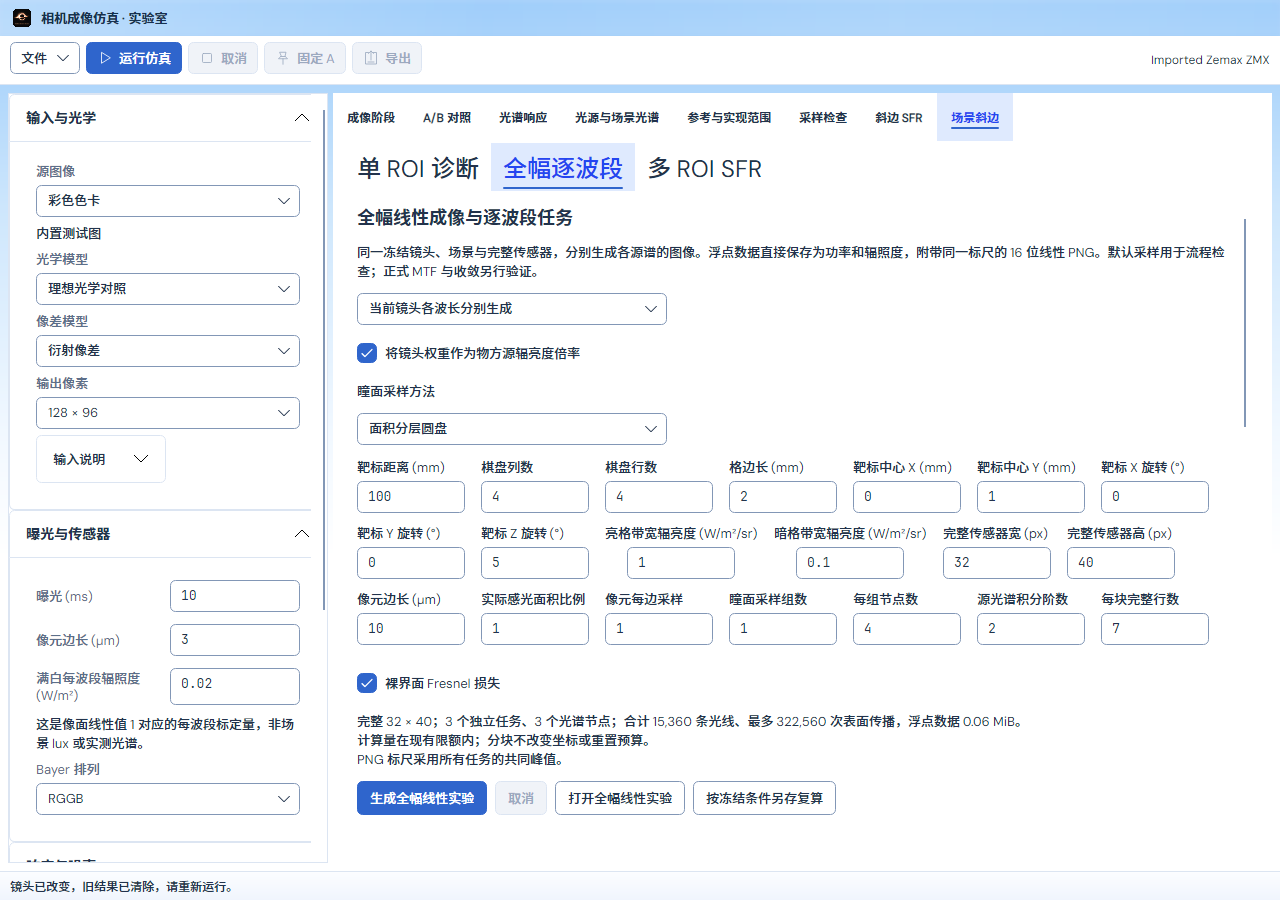 相机成像仿真 · 实验室
文件
运行仿真
取消
固定 A
导出
Imported Zemax ZMX
输入与光学
源图像
彩色色卡
内置测试图
光学模型
理想光学对照
像差模型
衍射像差
输出像素
128 × 96
输入说明
曝光与传感器
曝光 (ms)
10
像元边长 (μm)
3
满白每波段辐照度
(W/m²)
0.02
这是像面线性值 1 对应的每波段标定量，非场
景 lux 或实测光谱。
Bayer 排列
RGGB
成像阶段
A/B 对照
光谱响应
光源与场景光谱
参考与实现范围
采样检查
斜边 SFR
场景斜边
单 ROI 诊断
全幅逐波段
多 ROI SFR
全幅线性成像与逐波段任务
同一冻结镜头、场景与完整传感器，分别生成各源谱的图像。浮点数据直接保存为功率和辐照度，附带同一标尺的 16 位线性 PNG。默认采样用于流程检
查；正式 MTF 与收敛另行验证。
当前镜头各波长分别生成
将镜头权重作为物方源辐亮度倍率
瞳面采样方法
面积分层圆盘
靶标距离 (mm) 棋盘列数 棋盘行数 格边长 (mm) 靶标中心 X (mm) 靶标中心 Y (mm) 靶标 X 旋转 (°)
100 4 4 2 0 1 0
靶标 Y 旋转 (°) 靶标 Z 旋转 (°) 亮格带宽辐亮度 (W/m²/sr) 暗格带宽辐亮度 (W/m²/sr) 完整传感器宽 (px) 完整传感器高 (px)
0 5 1 0.1 32 40
像元边长 (μm) 实际感光面积比例 像元每边采样 瞳面采样组数 每组节点数 源光谱积分阶数 每块完整行数
10 1 1 1 4 2 7
裸界面 Fresnel 损失
完整 32 × 40；3 个独立任务、3 个光谱节点；合计 15,360 条光线、最多 322,560 次表面传播，浮点数据 0.06 MiB。
计算量在现有限额内；分块不改变坐标或重置预算。
PNG 标尺采用所有任务的共同峰值。
生成全幅线性实验
取消
打开全幅线性实验
按冻结条件另存复算
镜头已改变，旧结果已清除，请重新运行。